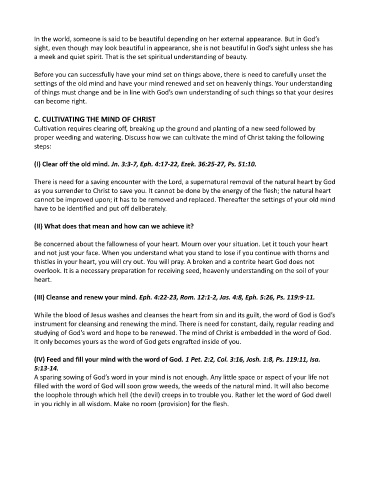 In the world, someone is said to be beautiful depending on her external appearance. But in God's
sight, even though may look beautiful in appearance, she is not beautiful in God's sight unless she has
a meek and quiet spirit. That is the set spiritual understanding of beauty.
Before you can successfully have your mind set on things above, there is need to carefully unset the
settings of the old mind and have your mind renewed and set on heavenly things. Your understanding
of things must change and be in line with God's own understanding of such things so that your desires
can become right.
C. CULTIVATING THE MIND OF CHRIST
Cultivation requires clearing off, breaking up the ground and planting of a new seed followed by
proper weeding and watering. Discuss how we can cultivate the mind of Christ taking the following
steps:
(I) Clear off the old mind. Jn. 3:3-7, Eph. 4:17-22, Ezek. 36:25-27, Ps. 51:10.
There is need for a saving encounter with the Lord, a supernatural removal of the natural heart by God
as you surrender to Christ to save you. It cannot be done by the energy of the flesh; the natural heart
cannot be improved upon; it has to be removed and replaced. Thereafter the settings of your old mind
have to be identified and put off deliberately.
(II) What does that mean and how can we achieve it?
Be concerned about the fallowness of your heart. Mourn over your situation. Let it touch your heart
and not just your face. When you understand what you stand to lose if you continue with thorns and
thistles in your heart, you will cry out. You will pray. A broken and a contrite heart God does not
overlook. It is a necessary preparation for receiving seed, heavenly understanding on the soil of your
heart.
(III) Cleanse and renew your mind. Eph. 4:22-23, Rom. 12:1-2, Jas. 4:8, Eph. 5:26, Ps. 119:9-11.
While the blood of Jesus washes and cleanses the heart from sin and its guilt, the word of God is God's
instrument for cleansing and renewing the mind. There is need for constant, daily, regular reading and
studying of God's word and hope to be renewed. The mind of Christ is embedded in the word of God.
It only becomes yours as the word of God gets engrafted inside of you.
(IV) Feed and fill your mind with the word of God. 1 Pet. 2:2, Col. 3:16, Josh. 1:8, Ps. 119:11, Isa.
5:13-14.
A sparing sowing of God's word in your mind is not enough. Any little space or aspect of your life not
filled with the word of God will soon grow weeds, the weeds of the natural mind. It will also become
the loophole through which hell (the devil) creeps in to trouble you. Rather let the word of God dwell
in you richly in all wisdom. Make no room (provision) for the flesh.